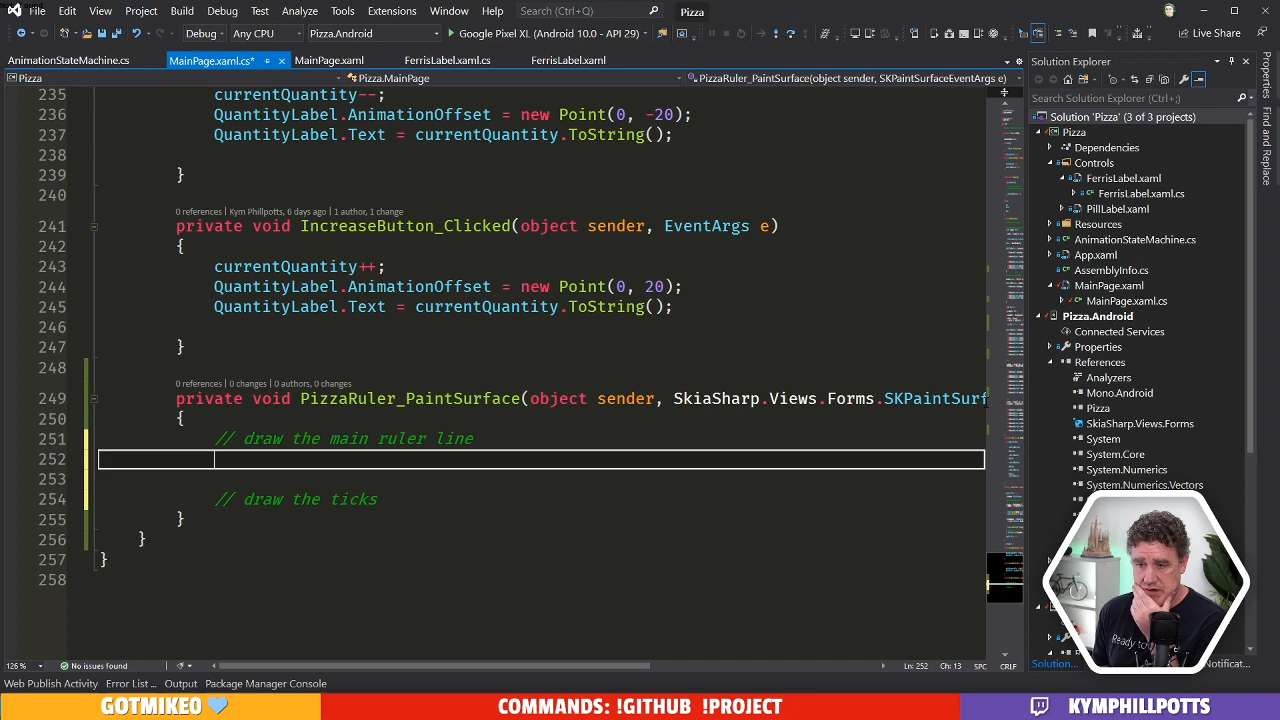 File Edit View Git Project Build Debug Test Analyze Tools Extensions Window Help Search (Ctrl+Q) Pizza
Debug Any CPU Pizza.Android Google Pixel XL (Android 10.0 - API 29) Live Share
AnimationStateMachine.cs MainPage.xaml.cs* MainPage.xaml FerrisLabel.xaml.cs FerrisLabel.xaml
Pizza Pizza.MainPage PizzaRuler_PaintSurface(object sender, SKPaintSurfaceEventArgs e)
235 currentQuantity--;
236 QuantityLabel.AnimationOffset = new Point(0, -20);
237 QuantityLabel.Text = currentQuantity.ToString();
238
239 }
240
0 references | Kym Phillpotts, 6 days ago | 1 author, 1 change
241 private void IncreaseButton_Clicked(object sender, EventArgs e)
242 {
243 currentQuantity++;
244 QuantityLabel.AnimationOffset = new Point(0, 20);
245 QuantityLabel.Text = currentQuantity.ToString();
246
247 }
248
0 references | 0 changes | 0 authors, 0 changes
249 private void PizzaRuler_PaintSurface(object sender, SkiaSharp.Views.Forms.SKPaintSurf
250 {
251 // draw the main ruler line
252
253
254 // draw the ticks
255 }
256 }
257 }
258
126 % No issues found Ln: 252 Ch: 13 SPC CRLF
Web Publish Activity Error List ... Output Package Manager Console
Solution Explorer
Search Solution Explorer (Ctrl+;)
Solution 'Pizza' (3 of 3 projects)
Pizza
Dependencies
Controls
FerrisLabel.xaml
FerrisLabel.xaml.cs
PillLabel.xaml
Resources
AnimationStateMachine.cs
App.xaml
AssemblyInfo.cs
MainPage.xaml
MainPage.xaml.cs
Pizza.Android
Connected Services
Properties
References
Analyzers
Mono.Android
Pizza
SkiaSharp.Views.Forms
System
System.Core
System.Numerics
System.Numerics.Vectors
Solution... Notificat...
Properties
Find and Replace
Ready to
GOTMIKEO
COMMANDS: !GITHUB !PROJECT
KYMPHILLPOTTS